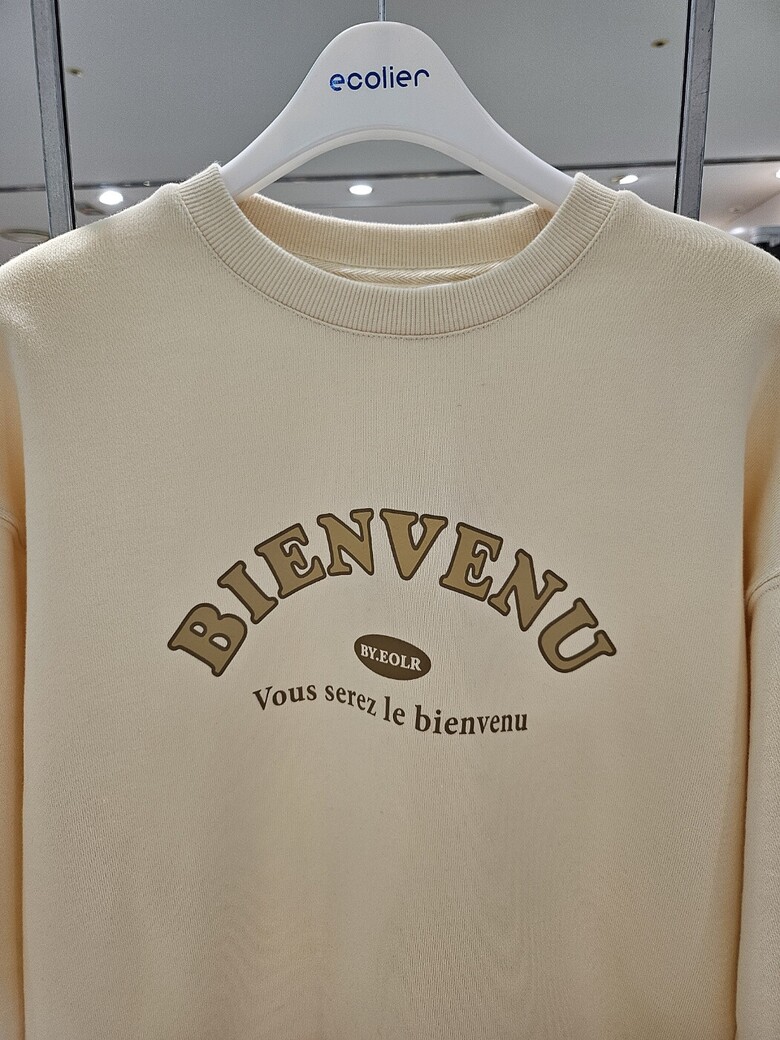 ecolier
BIENVENU
BY.EOLR
Vous serez le bienvenu